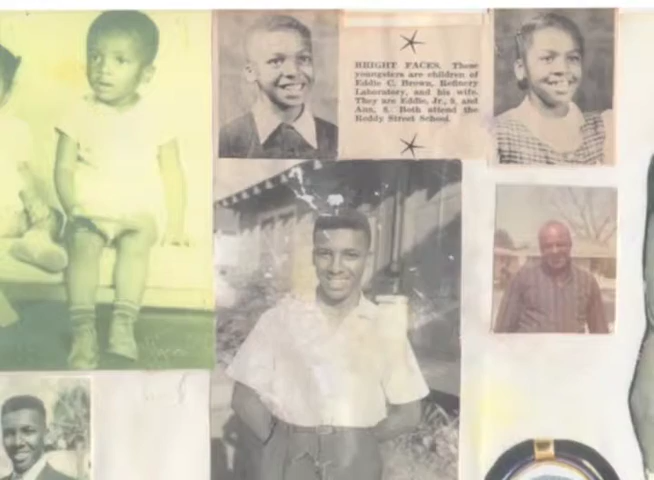 BRIGHT FACES. These
youngsters are children of
Eddie C. Brown, Refinery
Laboratory, and his wife.
They are Eddie, Jr., 8, and
Ann, 6. Both attend the
Reddy Street School.